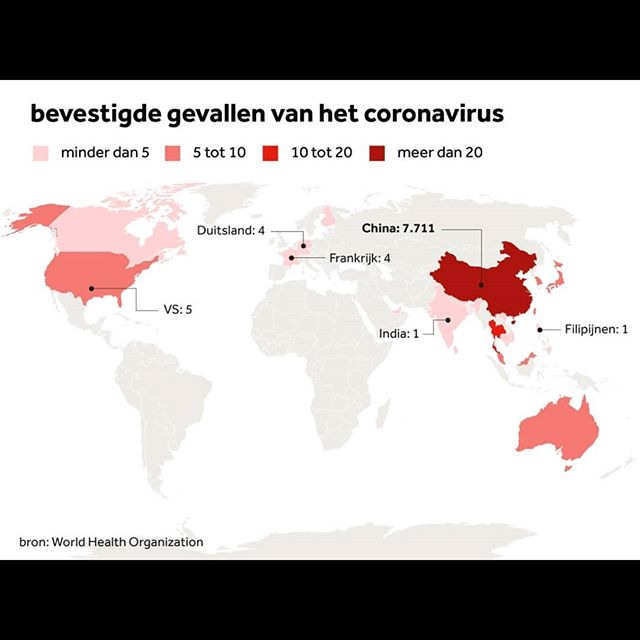 bevestigde gevallen van het coronavirus
minder dan 5 5 tot 10 10 tot 20 meer dan 20
Duitsland: 4
China: 7.711
Frankrijk: 4
VS: 5
India: 1
Filipijnen: 1
bron: World Health Organization